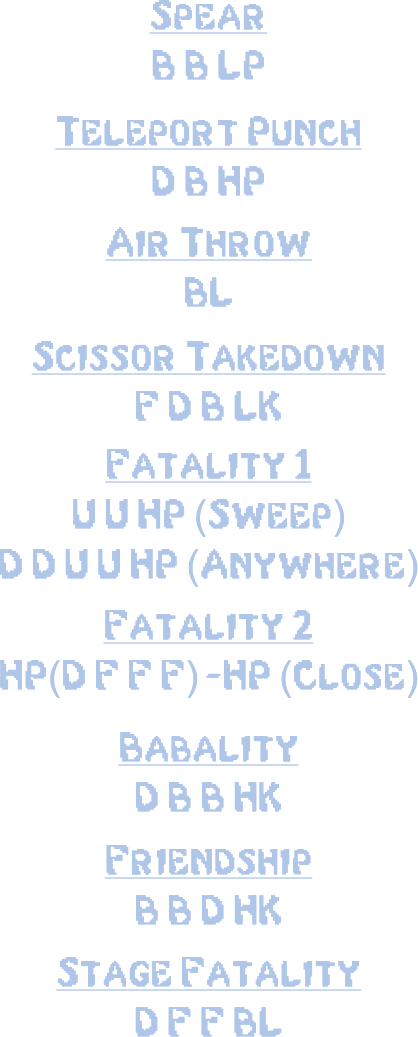 Spear
B B LP
Teleport Punch
D B HP
Air Throw
BL
Scissor Takedown
F D B LK
Fatality 1
U U HP (Sweep)
D D U U HP (Anywhere)
Fatality 2
HP(D F F F) -HP (Close)
Babality
D B B HK
Friendship
B B D HK
Stage Fatality
D F F BL